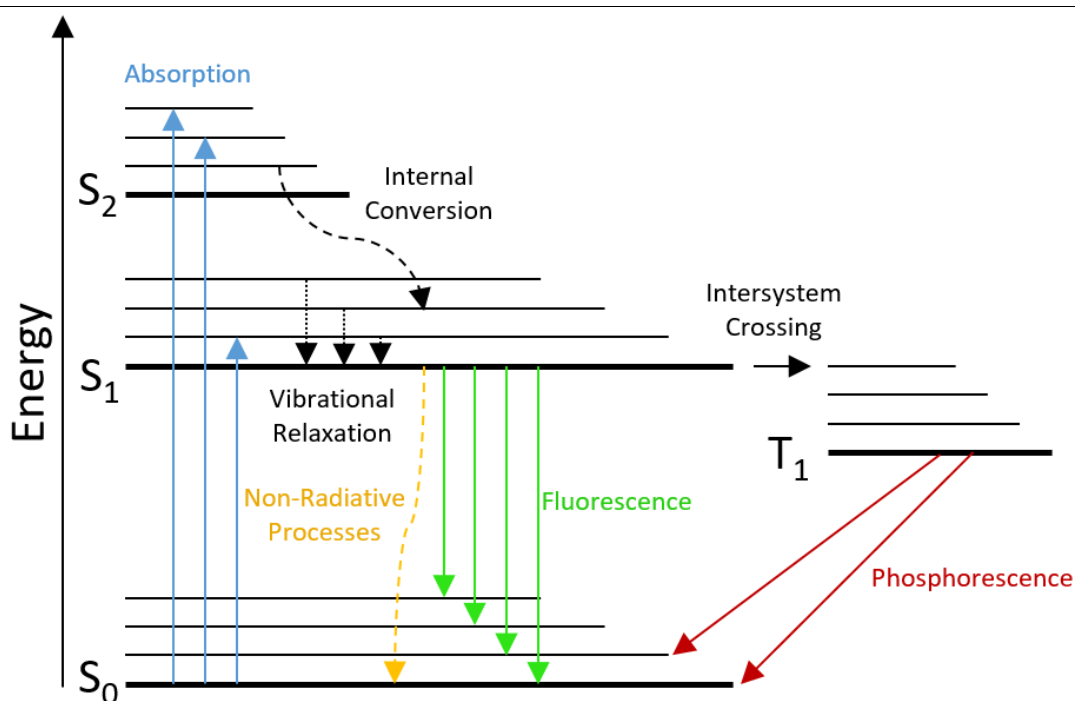 Absorption
Internal
Conversion
S₂
Intersystem
Crossing
Energy
S₁
Vibrational
Relaxation
T₁
Non-Radiative
Processes
Fluorescence
Phosphorescence
S₀